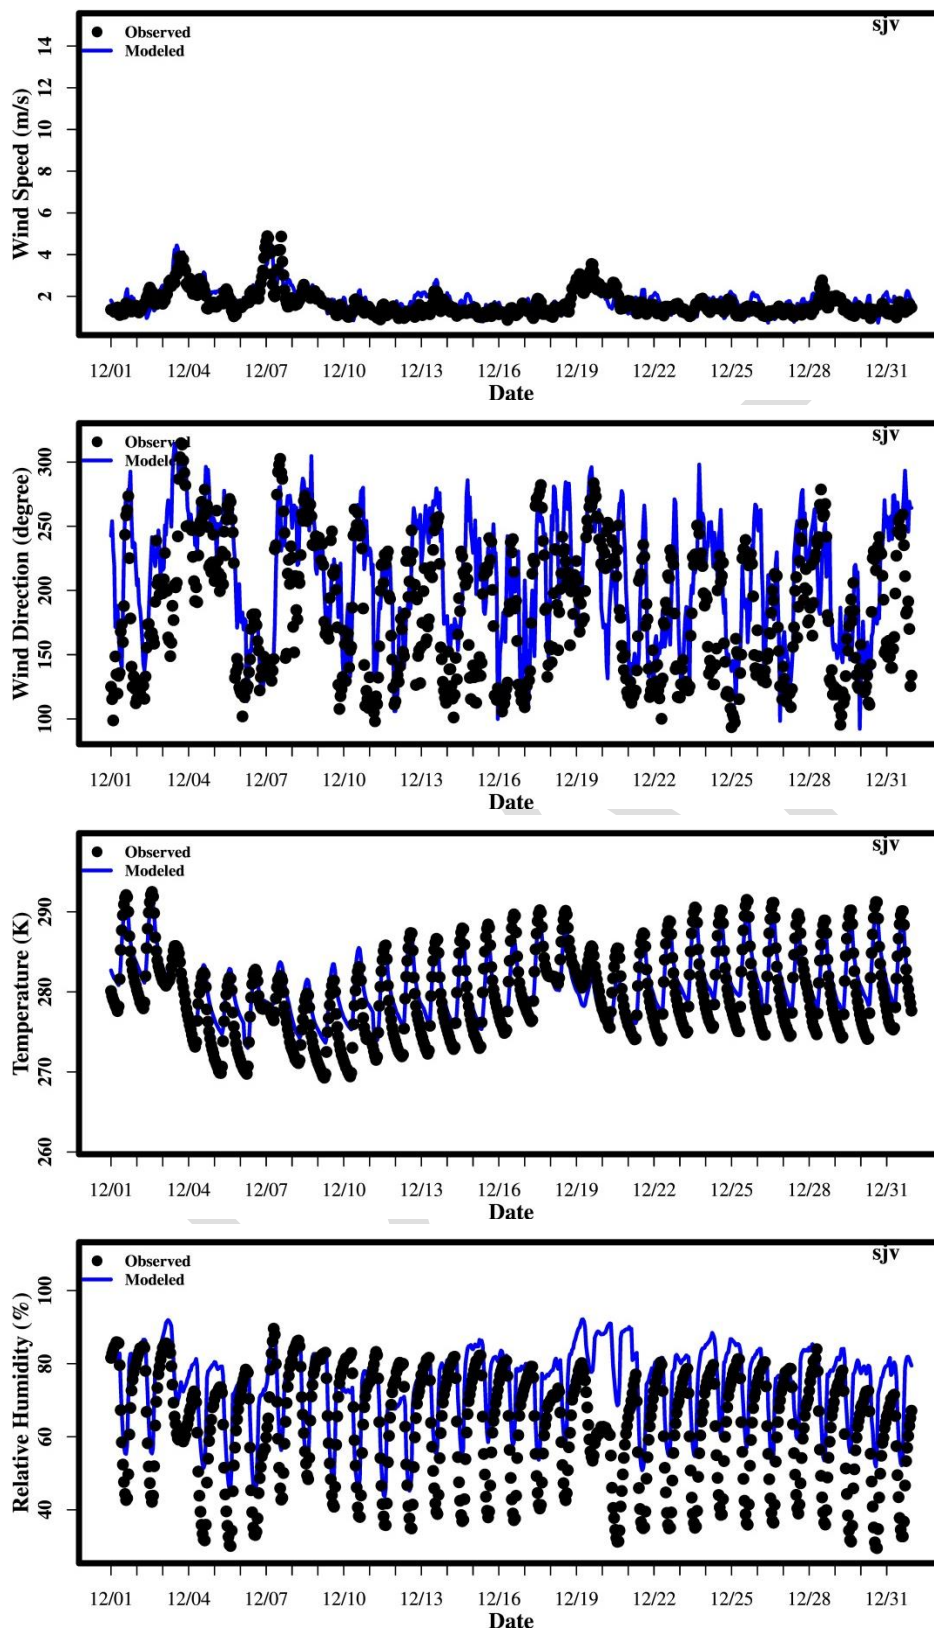 sjv
Observed
Modeled
Wind Speed (m/s)
14
12
10
8
6
4
2
12/01 12/04 12/07 12/10 12/13 12/16 12/19 12/22 12/25 12/28 12/31
Date
sjv
Observed
Modeled
Wind Direction (degree)
300
250
200
150
100
12/01 12/04 12/07 12/10 12/13 12/16 12/19 12/22 12/25 12/28 12/31
Date
sjv
Observed
Modeled
Temperature (K)
290
280
270
260
12/01 12/04 12/07 12/10 12/13 12/16 12/19 12/22 12/25 12/28 12/31
Date
sjv
Observed
Modeled
Relative Humidity (%)
100
80
60
40
12/01 12/04 12/07 12/10 12/13 12/16 12/19 12/22 12/25 12/28 12/31
Date